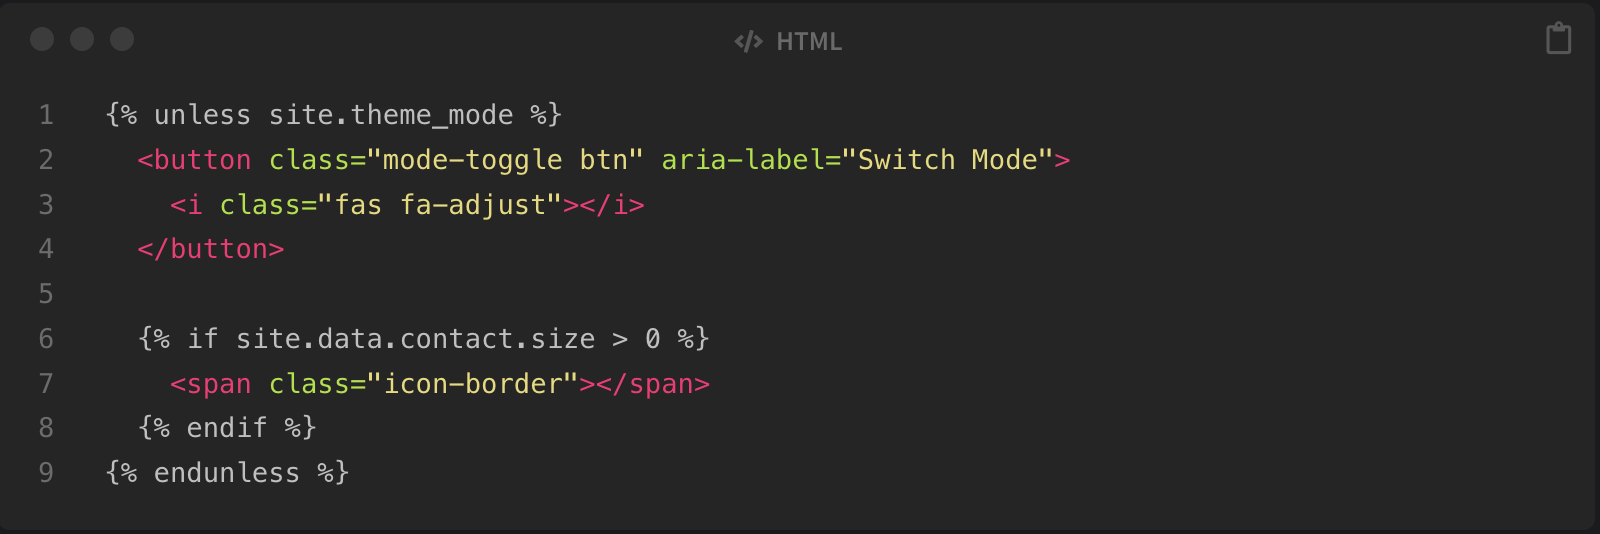 </> HTML
1 {% unless site.theme_mode %}
2   <button class="mode-toggle btn" aria-label="Switch Mode">
3     <i class="fas fa-adjust"></i>
4   </button>
5
6   {% if site.data.contact.size > 0 %}
7     <span class="icon-border"></span>
8   {% endif %}
9 {% endunless %}